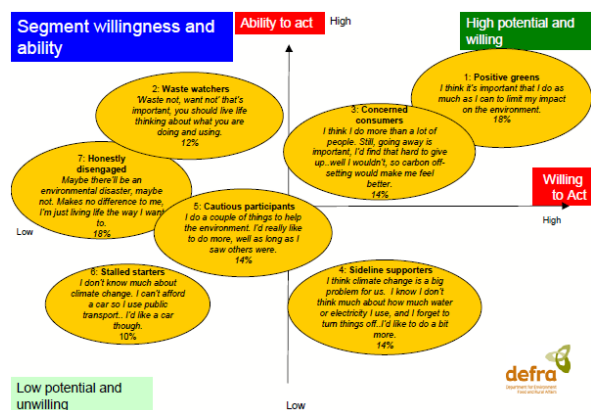 Segment willingness and
ability
Ability to act
High
High potential and
willing
1: Positive greens
I think it's important that I do as
much as I can to limit my impact
on the environment.
18%
2: Waste watchers
'Waste not, want not' that's
important, you should live life
thinking about what you are
doing and using.
12%
3: Concerned
consumers
I think I do more than a lot of
people. Still, going away is
important, I'd find that hard to give
up..well I wouldn't, so carbon off-
setting would make me feel
better.
14%
7: Honestly
disengaged
Maybe there'll be an
environmental disaster, maybe
not. Makes no difference to me,
I'm just living life the way I want
to.
18%
Willing
to Act
High
Low
5: Cautious participants
I do a couple of things to help
the environment. I'd really like
to do more, well as long as I
saw others were.
14%
6: Stalled starters
I don't know much about
climate change. I can't afford
a car so I use public
transport.. I'd like a car
though.
10%
4: Sideline supporters
I think climate change is a big
problem for us. I know I don't
think much about how much water
or electricity I use, and I forget to
turn things off..I'd like to do a bit
more.
14%
defra
Department for Environment
Food and Rural Affairs
Low potential and
unwilling
Low